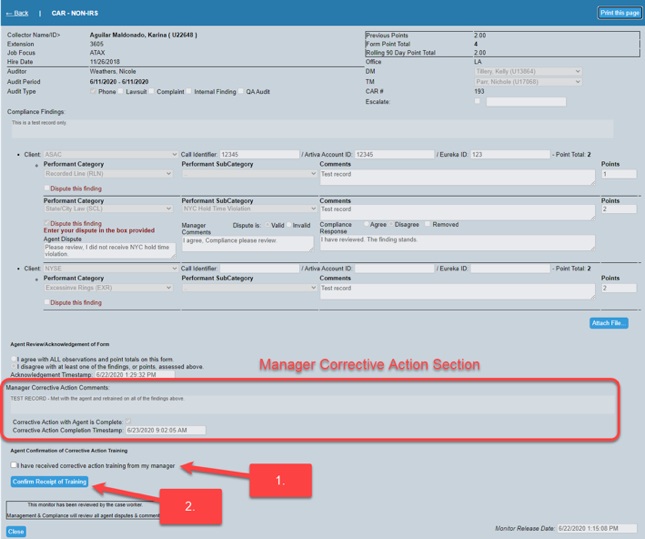 ← Back CAR - NON-IRS Print this page
Collector Name/ID> Aguilar Maldonado, Karina ( U22648 ) Previous Points 2.00
Extension 3605 Form Point Total 4
Job Focus ATAX Rolling 90 Day Point Total 2.00
Hire Date 11/26/2018 Office LA
Auditor Weathers, Nicole DM Tillery, Kelly (U13864)
Audit Period 6/11/2020 - 6/11/2020 TM Parr, Nichole (U17968)
Audit Type Phone Lawsuit Complaint Internal Finding QA Audit CAR # 193
Escalate:
Compliance Findings:
This is a test record only.
Client: ASAC Call Identifier: 12345 / Artiva Account ID: 12345 / Eureka ID: 123 - Point Total: 2
Performant Category Performant SubCategory Comments Points
Recorded Line (RLN) Test record 1
Dispute this finding
Performant Category Performant SubCategory Comments Points
State/City Law (SCL) NYC Hold Time Violation Test record 2
Dispute this finding
Enter your dispute in the box provided
Agent Dispute
Please review, I did not receive NYC hold time violation.
Manager Comments Dispute is: Valid Invalid
I agree, Compliance please review.
Compliance Response Agree Disagree Removed
I have reviewed. The finding stands.
Client: NYSE Call Identifier: / Artiva Account ID: / Eureka ID: - Point Total: 2
Performant Category Performant SubCategory Comments Points
Excessive Rings (EXR) Test record 2
Dispute this finding
Attach File...
Agent Review/Acknowledgement of Form
I agree with ALL observations and point totals on this form.
I disagree with at least one of the findings, or points, assessed above.
Acknowledgement Timestamp: 6/22/2020 1:29:32 PM
Manager Corrective Action Section
Manager Corrective Action Comments:
TEST RECORD - Met with the agent and retrained on all of the findings above.
Corrective Action with Agent is Complete:
Corrective Action Completion Timestamp: 6/23/2020 9:02:05 AM
Agent Confirmation of Corrective Action Training
I have received corrective action training from my manager
1.
Confirm Receipt of Training
2.
This monitor has been reviewed by the case worker.
Management & Compliance will review all agent disputes & comment
Close Monitor Release Date: 6/22/2020 1:15:00 PM